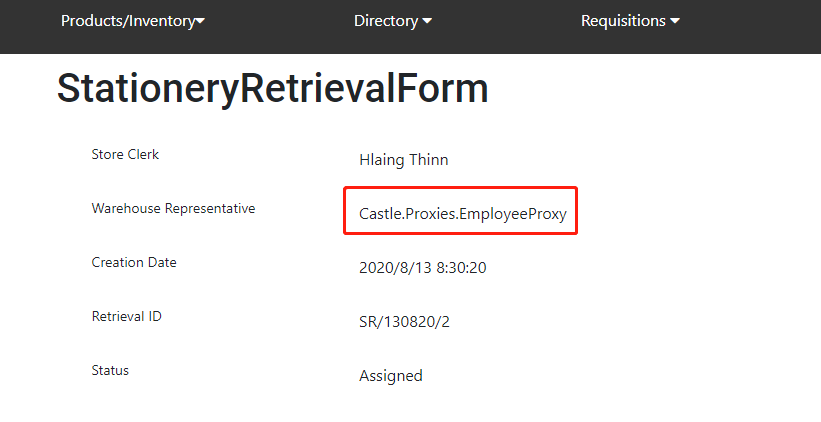 Products/Inventory Directory Requisitions
StationeryRetrievalForm
Store Clerk Hlaing Thinn
Warehouse Representative Castle.Proxies.EmployeeProxy
Creation Date 2020/8/13 8:30:20
Retrieval ID SR/130820/2
Status Assigned